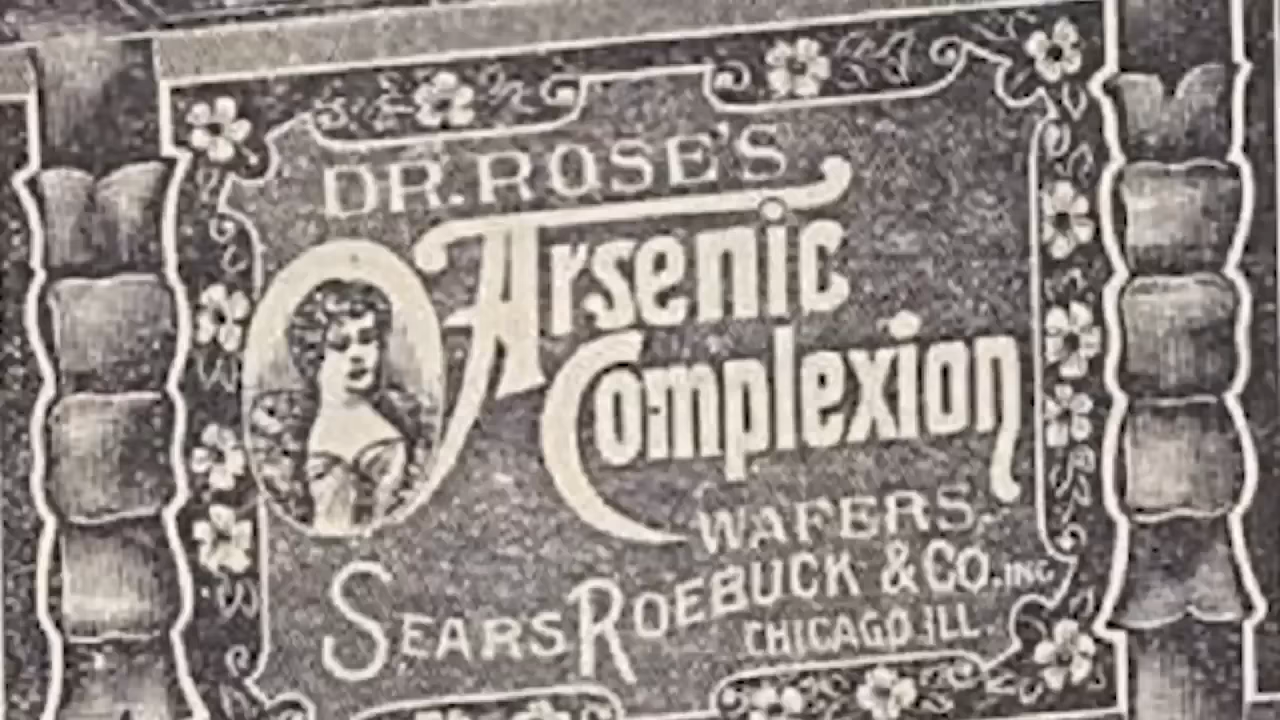 DR. ROSE'S
Arsenic
Complexion
WAFERS.
SEARS ROEBUCK & CO. INC
CHICAGO. ILL.